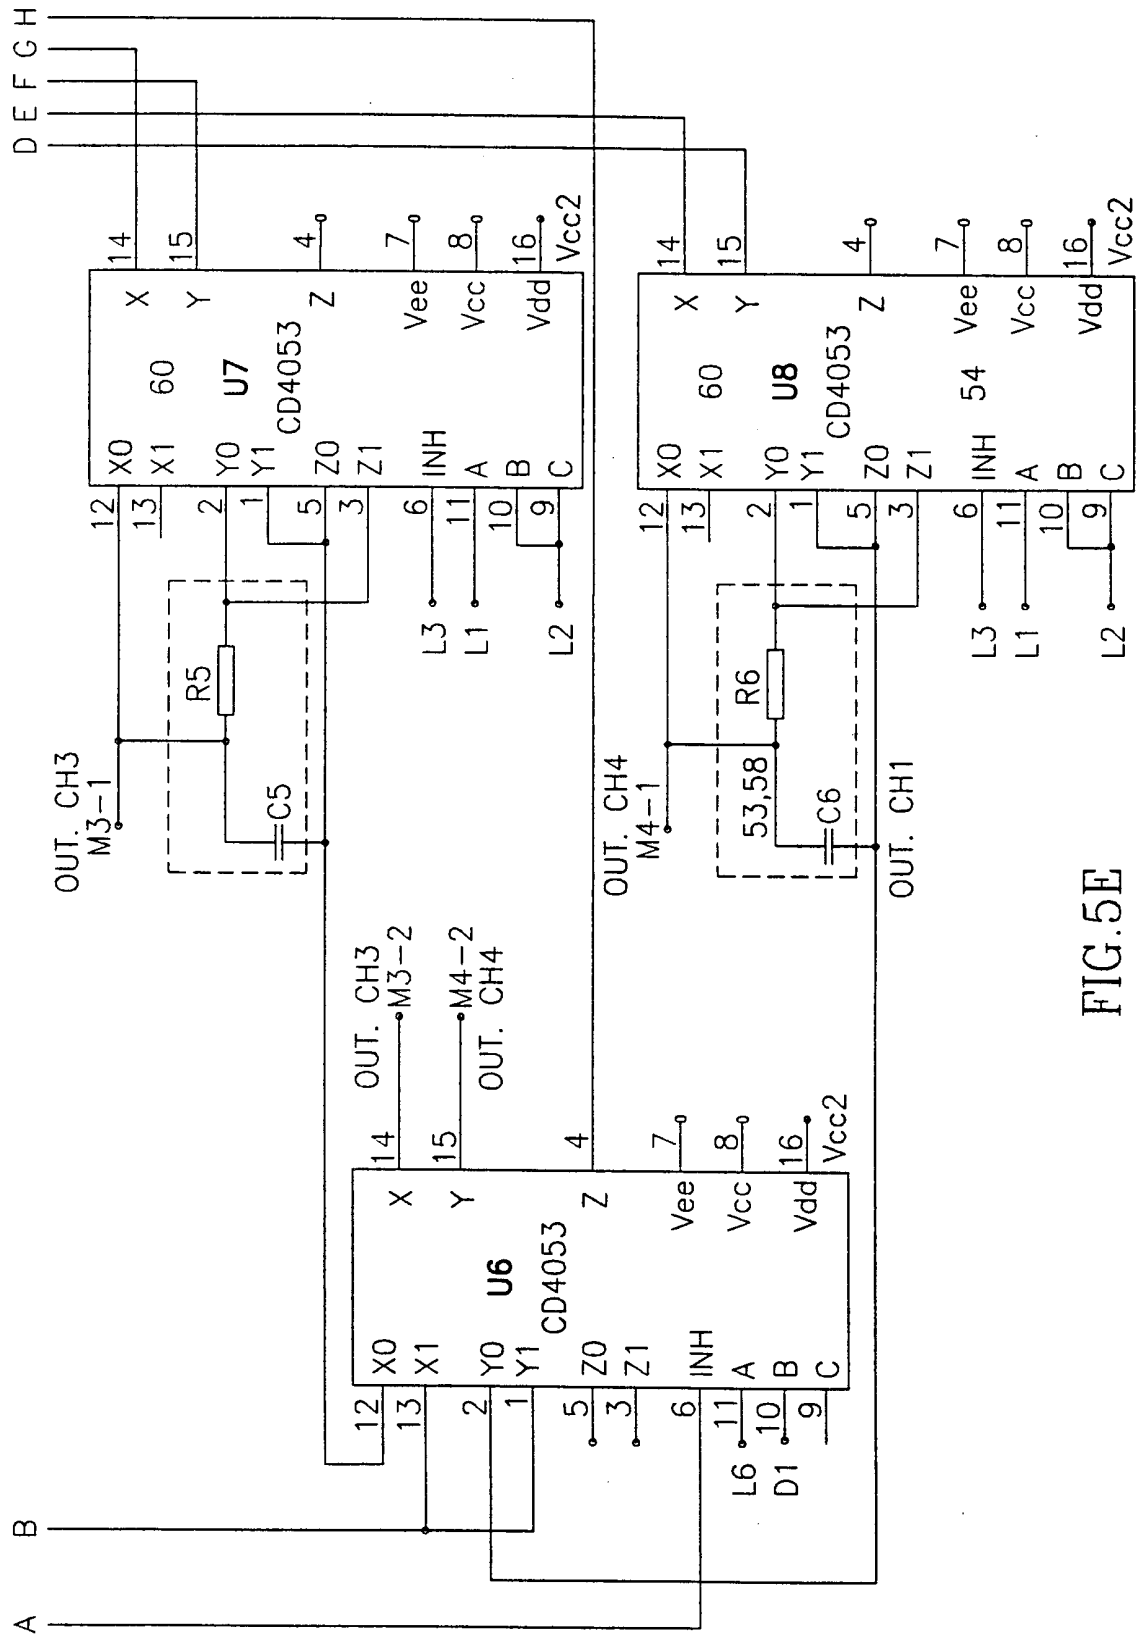 A
B
D
E
F
G
H
OUT. CH3
M3-1
R5
C5
12 X0
13 X1
2 Y0
1 Y1
5 Z0
3 Z1
6 INH
11 A
10 B
9 C
L3
L1
L2
60
U7
CD4053
X 14
Y 15
Z 4
Vee 7
Vcc 8
Vdd 16
Vcc2
OUT. CH3
M3-2
M4-2
OUT. CH4
12 X0
13 X1
2 Y0
1 Y1
5 Z0
3 Z1
6 INH
11 A
10 B
9 C
L6
D1
U6
CD4053
X 14
Y 15
Z 4
Vee 7
Vcc 8
Vdd 16
Vcc2
OUT. CH4
M4-1
53,58
R6
C6
OUT. CH1
12 X0
13 X1
2 Y0
1 Y1
5 Z0
3 Z1
6 INH
11 A
10 B
9 C
L3
L1
L2
60
U8
CD4053
54
X 14
Y 15
Z 4
Vee 7
Vcc 8
Vdd 16
Vcc2
FIG.5E